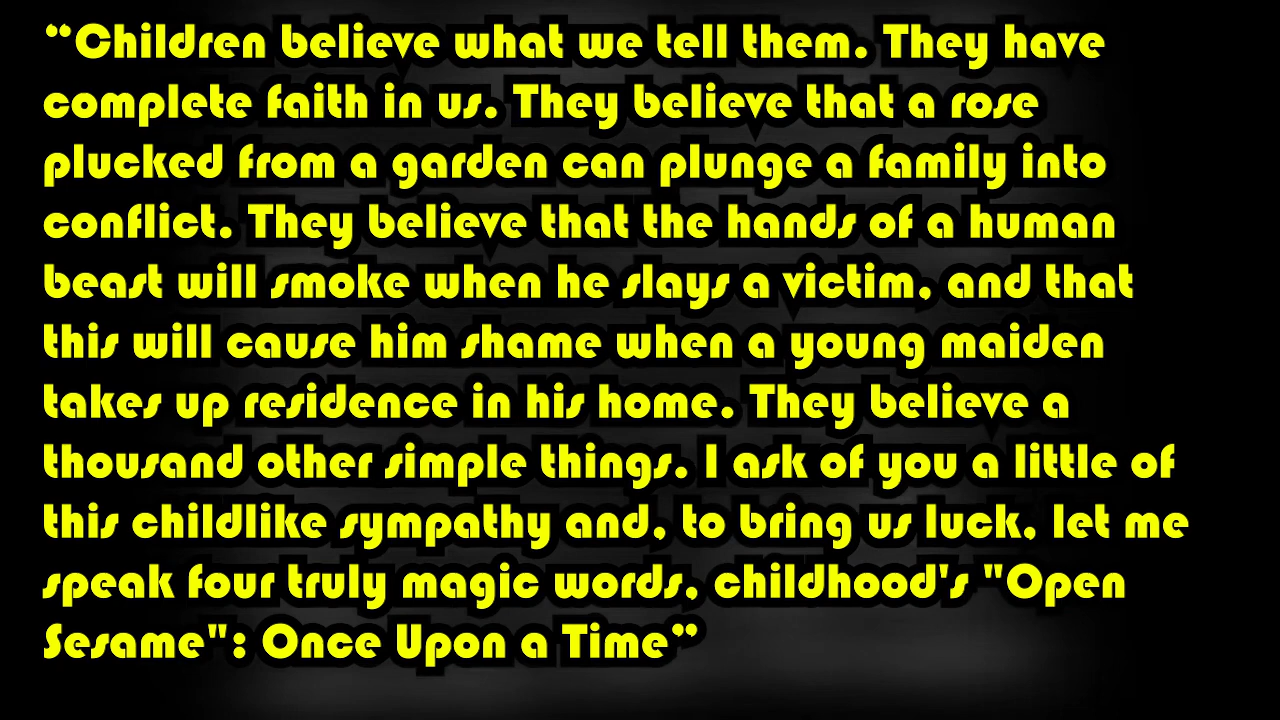 “Children believe what we tell them. They have
complete faith in us. They believe that a rose
plucked from a garden can plunge a family into
conflict. They believe that the hands of a human
beast will smoke when he slays a victim, and that
this will cause him shame when a young maiden
takes up residence in his home. They believe a
thousand other simple things. I ask of you a little of
this childlike sympathy and, to bring us luck, let me
speak four truly magic words, childhood's "Open
Sesame": Once Upon a Time”